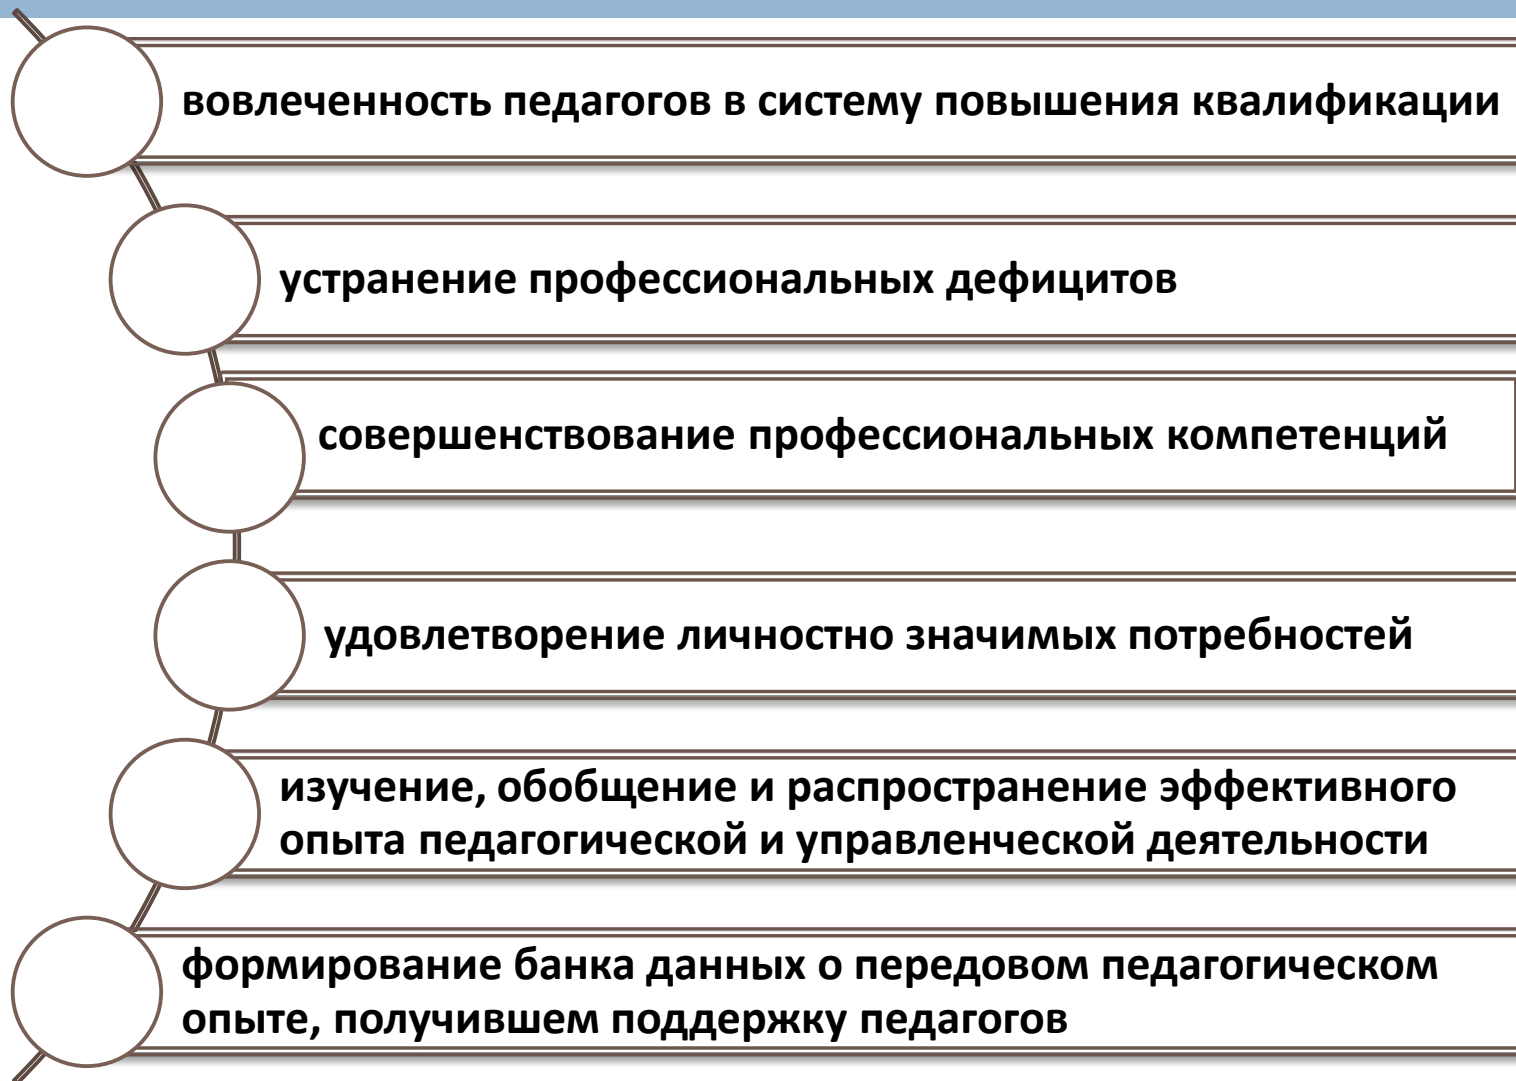 вовлеченность педагогов в систему повышения квалификации
устранение профессиональных дефицитов
совершенствование профессиональных компетенций
удовлетворение личностно значимых потребностей
изучение, обобщение и распространение эффективного
опыта педагогической и управленческой деятельности
формирование банка данных о передовом педагогическом
опыте, получившем поддержку педагогов